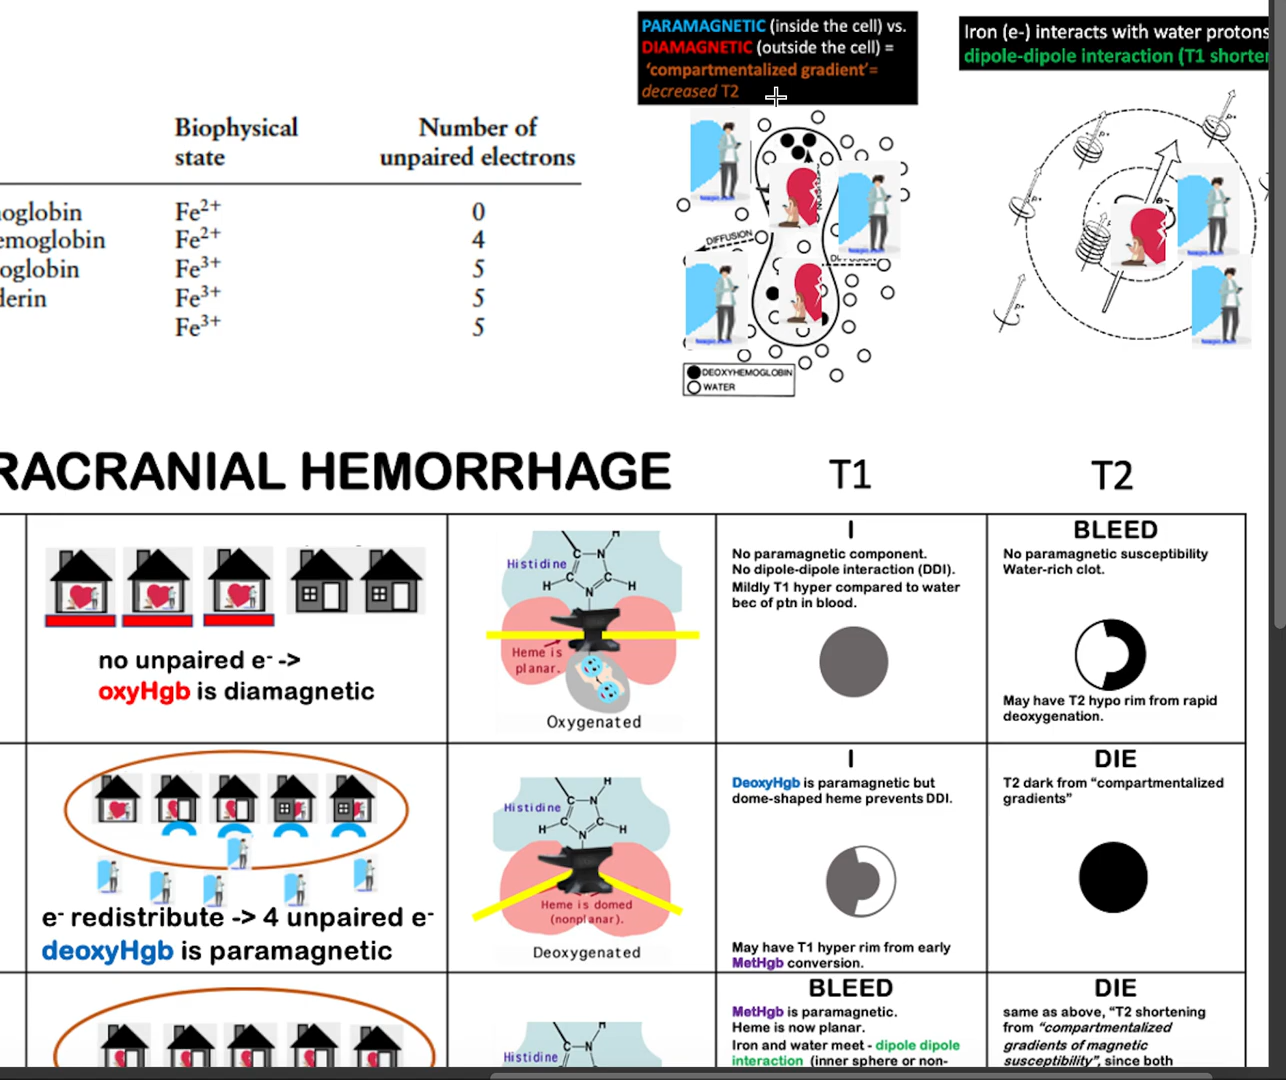 PARAMAGNETIC (inside the cell) vs.
DIAMAGNETIC (outside the cell) =
'compartmentalized gradient'=
decreased T2
Iron (e-) interacts with water protons
dipole-dipole interaction (T1 shorte
Biophysical
state
Number of
unpaired electrons
oglobin Fe2+ 0
emoglobin Fe2+ 4
oglobin Fe3+ 5
derin Fe3+ 5
Fe3+ 5
DIFFUSION
DEOXYHEMOGLOBIN
WATER
e-
RACRANIAL HEMORRHAGE
T1
T2
no unpaired e- ->
oxyHgb is diamagnetic
Histidine
H
C
N
C
C
H
H
N
Heme is
planar.
Oxygenated
I
No paramagnetic component.
No dipole-dipole interaction (DDI).
Mildly T1 hyper compared to water
bec of ptn in blood.
BLEED
No paramagnetic susceptibility
Water-rich clot.
May have T2 hypo rim from rapid
deoxygenation.
e- redistribute -> 4 unpaired e-
deoxyHgb is paramagnetic
Histidine
H
C
N
C
C
H
H
N
Heme is domed
(nonplanar).
Deoxygenated
I
DeoxyHgb is paramagnetic but
dome-shaped heme prevents DDI.
May have T1 hyper rim from early
MetHgb conversion.
DIE
T2 dark from “compartmentalized
gradients”
Histidine
C
N
BLEED
MetHgb is paramagnetic.
Heme is now planar.
Iron and water meet - dipole dipole
interaction (inner sphere or non-
DIE
same as above, “T2 shortening
from “compartmentalized
gradients of magnetic
susceptibility”, since both